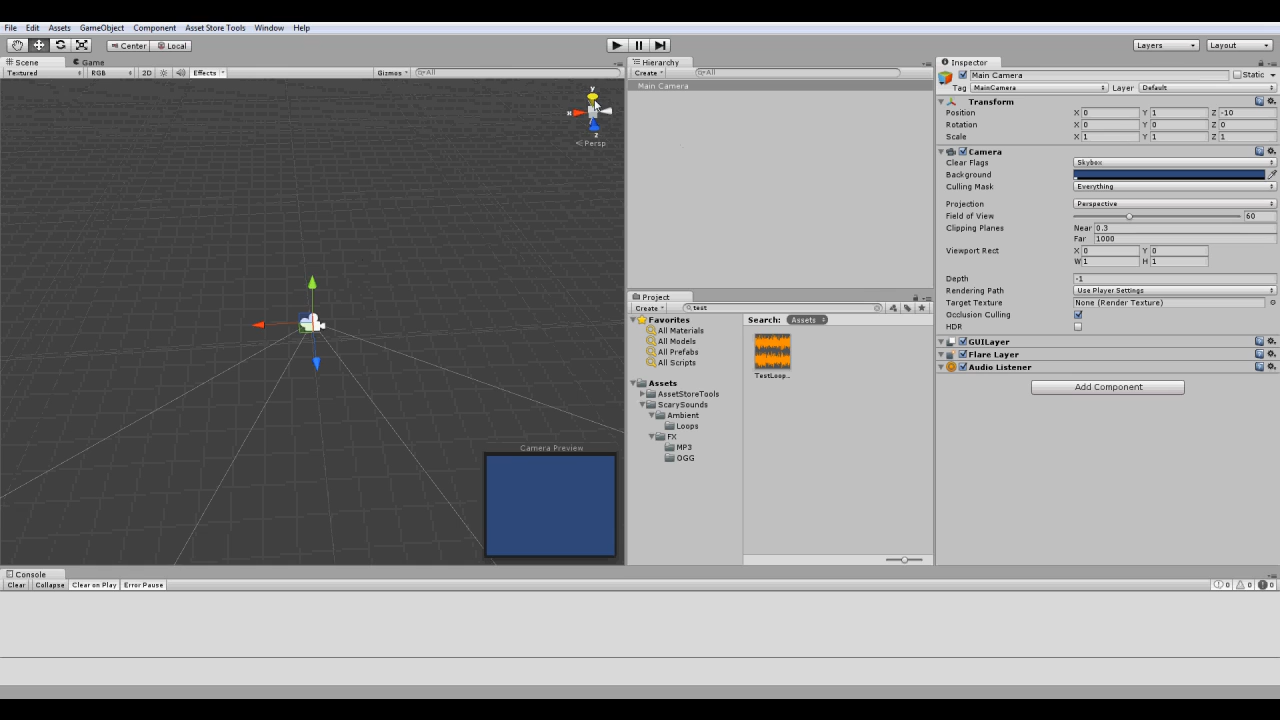 File Edit Assets GameObject Component Asset Store Tools Window Help
Center Local
Layers Layout
Scene Game
Textured RGB 2D Effects Gizmos All
y
x
z
Persp
Camera Preview
Hierarchy
Create All
Main Camera
Project
Create test
Favorites
All Materials
All Models
All Prefabs
All Scripts
Assets
AssetStoreTools
ScarySounds
Ambient
Loops
FX
MP3
OGG
Search: Assets
TestLoop...
Inspector
Main Camera Static
Tag MainCamera Layer Default
Transform
Position X 0 Y 1 Z -10
Rotation X 0 Y 0 Z 0
Scale X 1 Y 1 Z 1
Camera
Clear Flags Skybox
Background
Culling Mask Everything
Projection Perspective
Field of View 60
Clipping Planes Near 0.3
Far 1000
Viewport Rect X 0 Y 0
W 1 H 1
Depth -1
Rendering Path Use Player Settings
Target Texture None (Render Texture)
Occlusion Culling
HDR
GUILayer
Flare Layer
Audio Listener
Add Component
Console
Clear Collapse Clear on Play Error Pause 0 0 0